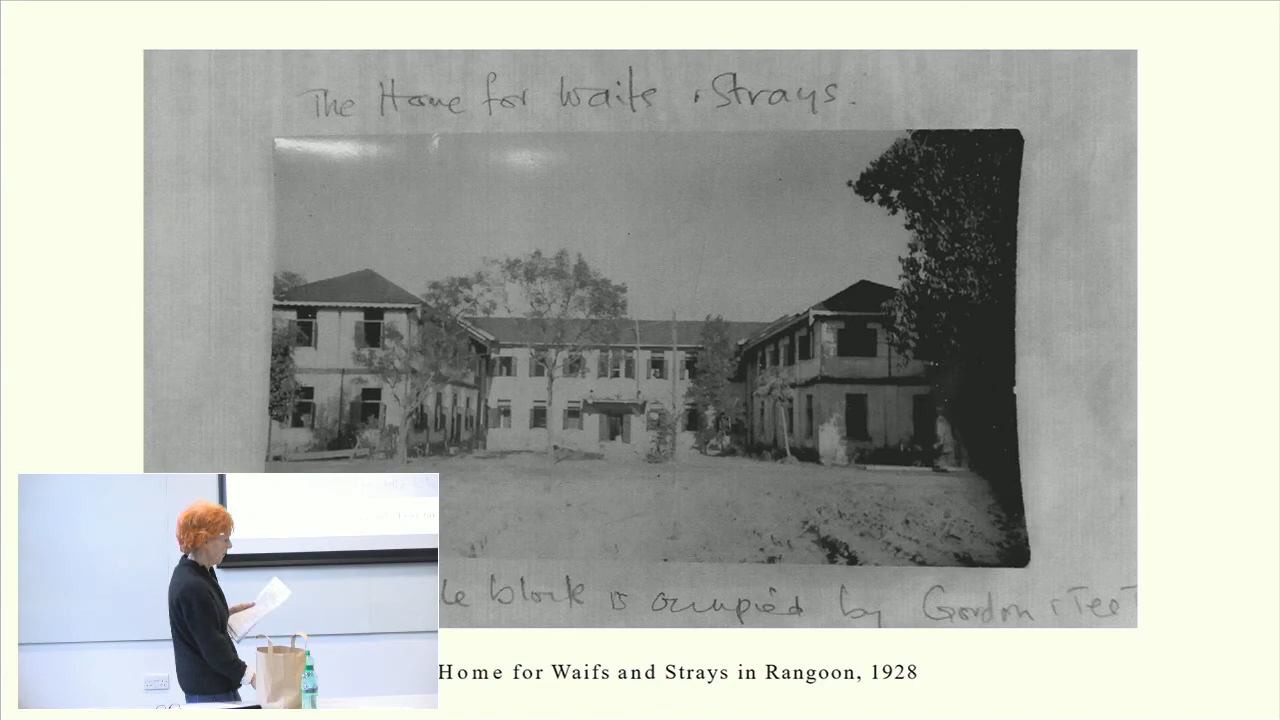 The Home for Waifs & Strays.
le block is occupied by Gordon & Tee
Home for Waifs and Strays in Rangoon, 1928